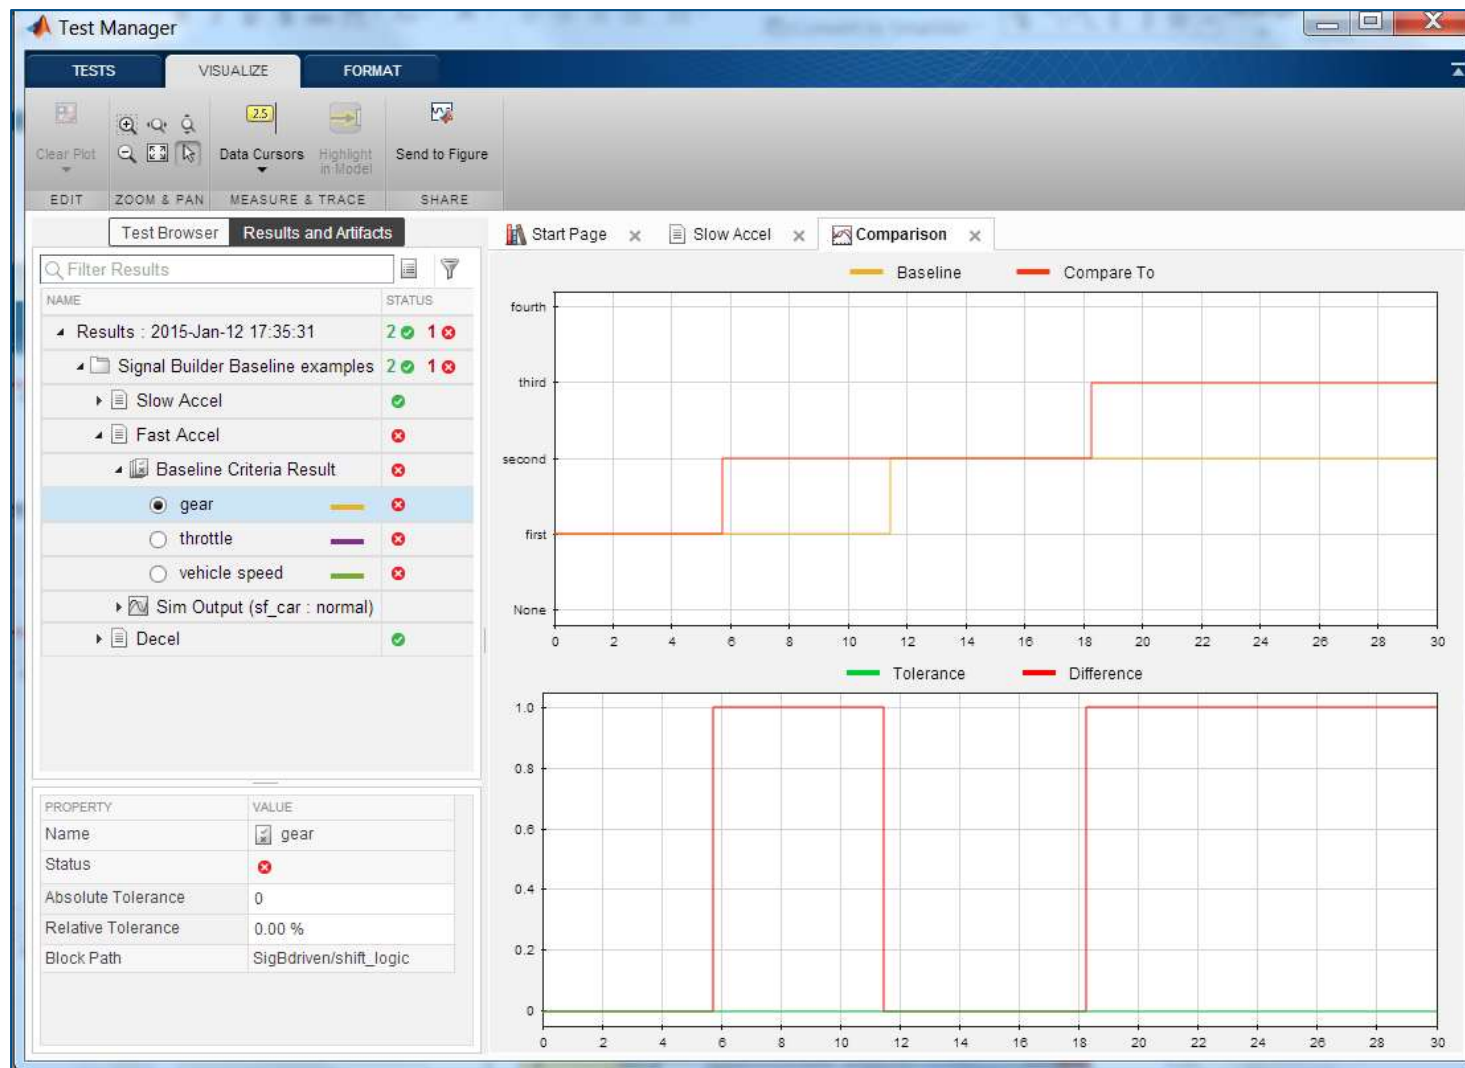 Test Manager
TESTS VISUALIZE FORMAT
2.5
Clear Plot Data Cursors Highlight in Model Send to Figure
EDIT ZOOM & PAN MEASURE & TRACE SHARE
Test Browser Results and Artifacts
Start Page Slow Accel Comparison
Filter Results
NAME STATUS
Results : 2015-Jan-12 17:35:31 2 1
Signal Builder Baseline examples 2 1
Slow Accel
Fast Accel
Baseline Criteria Result
gear
throttle
vehicle speed
Sim Output (sf_car : normal)
Decel
PROPERTY VALUE
Name gear
Status
Absolute Tolerance 0
Relative Tolerance 0.00 %
Block Path SigBdriven/shift_logic
Baseline Compare To
fourth
third
second
first
None
0 2 4 6 8 10 12 14 16 18 20 22 24 26 28 30
Tolerance Difference
1.0
0.8
0.6
0.4
0.2
0
0 2 4 6 8 10 12 14 16 18 20 22 24 26 28 30